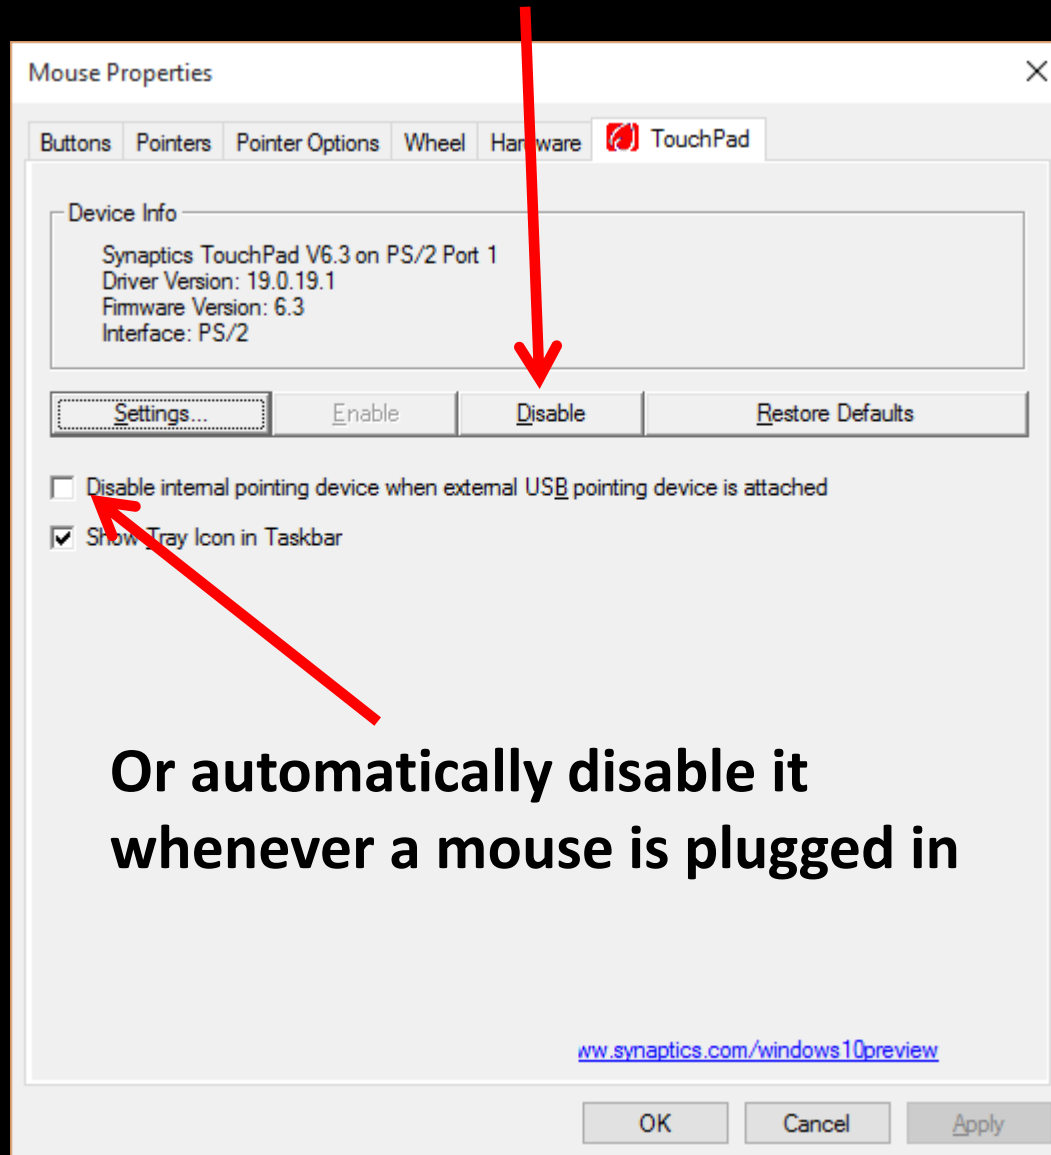 Mouse Properties
Buttons Pointers Pointer Options Wheel Hardware TouchPad
Device Info
Synaptics TouchPad V6.3 on PS/2 Port 1
Driver Version: 19.0.19.1
Firmware Version: 6.3
Interface: PS/2
Settings... Enable Disable Restore Defaults
Disable internal pointing device when external USB pointing device is attached
Show Tray Icon in Taskbar
Or automatically disable it
whenever a mouse is plugged in
ww.synaptics.com/windows10preview
OK Cancel Apply